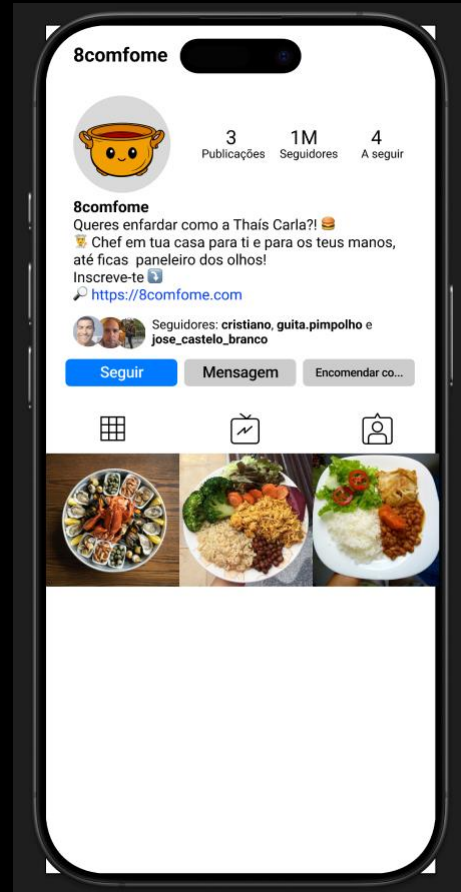 8comfome
3 1M 4
Publicações Seguidores A seguir
8comfome
Queres enfardar como a Thaís Carla?! 🍔
👨‍🍳 Chef em tua casa para ti e para os teus manos,
até ficas  paneleiro dos olhos!
Inscreve-te ⤵️
🔎 https://8comfome.com
Seguidores: cristiano, guita.pimpolho e
jose_castelo_branco
Seguir Mensagem Encomendar co...